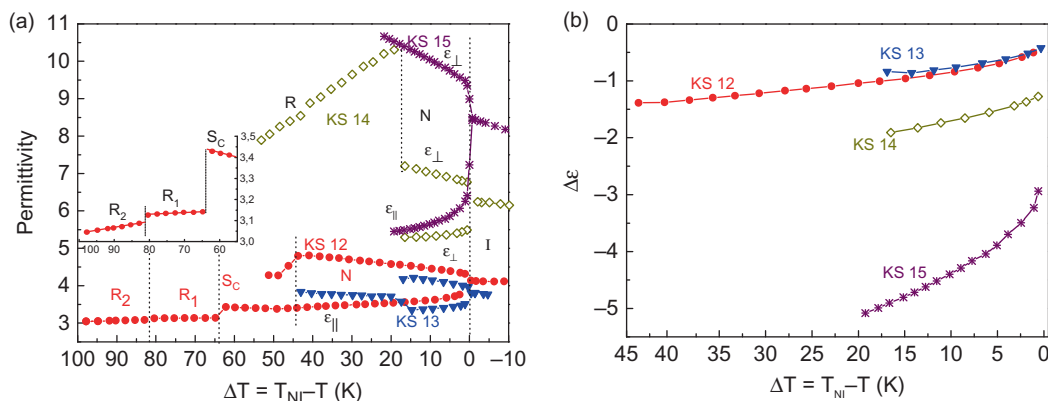 (a)
11
10
9
8
7
6
5
4
3
Permittivity
KS 15
ε⊥
R
KS 14
N
ε⊥
ε∥
ε⊥
I
KS 12
N
S_C
R₂
R₁
ε∥
KS 13
S_C
R₂
R₁
3,5
3,4
3,3
3,2
3,1
3,0
100 90 80 70 60
100 90 80 70 60 50 40 30 20 10 0 −10
ΔT = T_NI–T (K)
(b)
−0
−1
−2
−3
−4
−5
Δε
KS 13
KS 12
KS 14
KS 15
45 40 35 30 25 20 15 10 5 0
ΔT = T_NI–T (K)